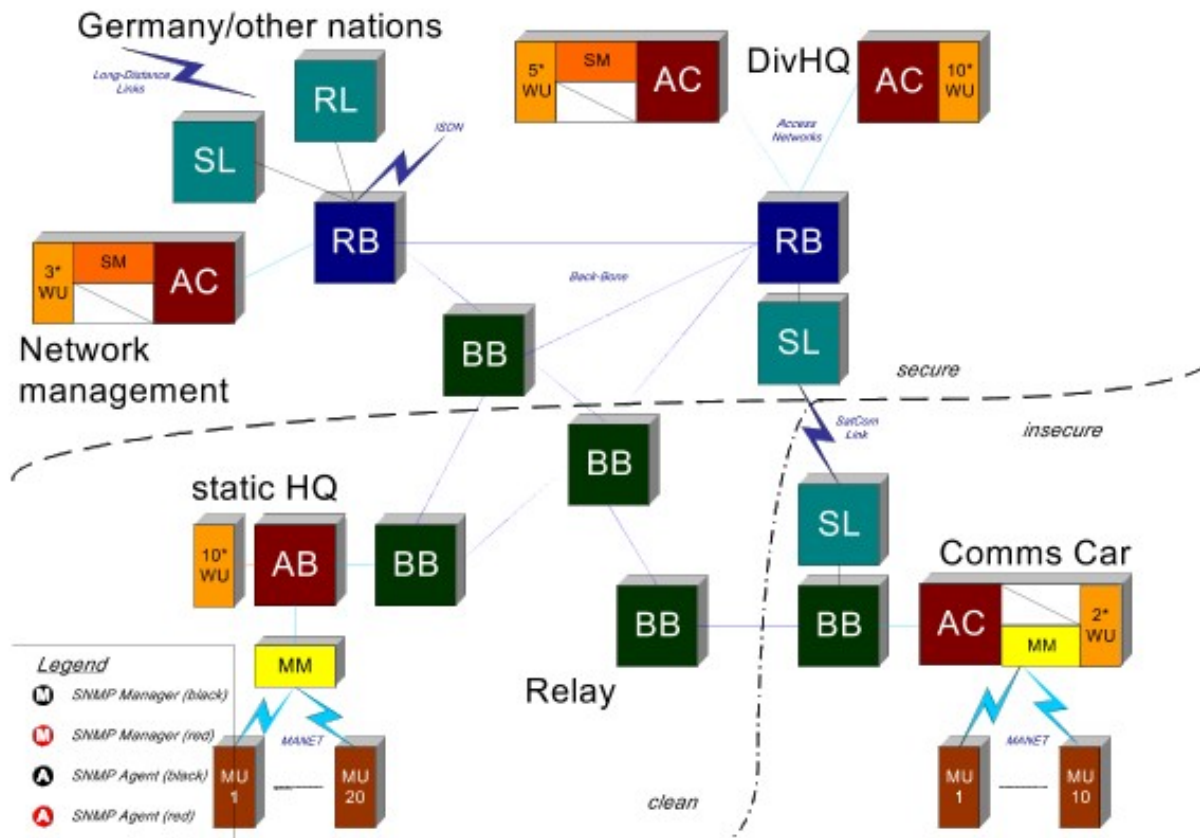 Germany/other nations
Long-Distance
Links
RL
ISDN
SL
RB
5*
WU
SM
AC
DivHQ
AC
10*
WU
Access
Networks
RB
3*
WU
SM
AC
Back-Bone
Network
management
BB
SL
secure
insecure
SatCom
Link
BB
static HQ
10*
WU
AB
BB
SL
Comms Car
BB
BB
AC
MM
2*
WU
Relay
MM
MANET
MU
1
MU
20
MANET
MU
1
MU
10
clean
Legend
M SNMP Manager (black)
M SNMP Manager (red)
A SNMP Agent (black)
A SNMP Agent (red)